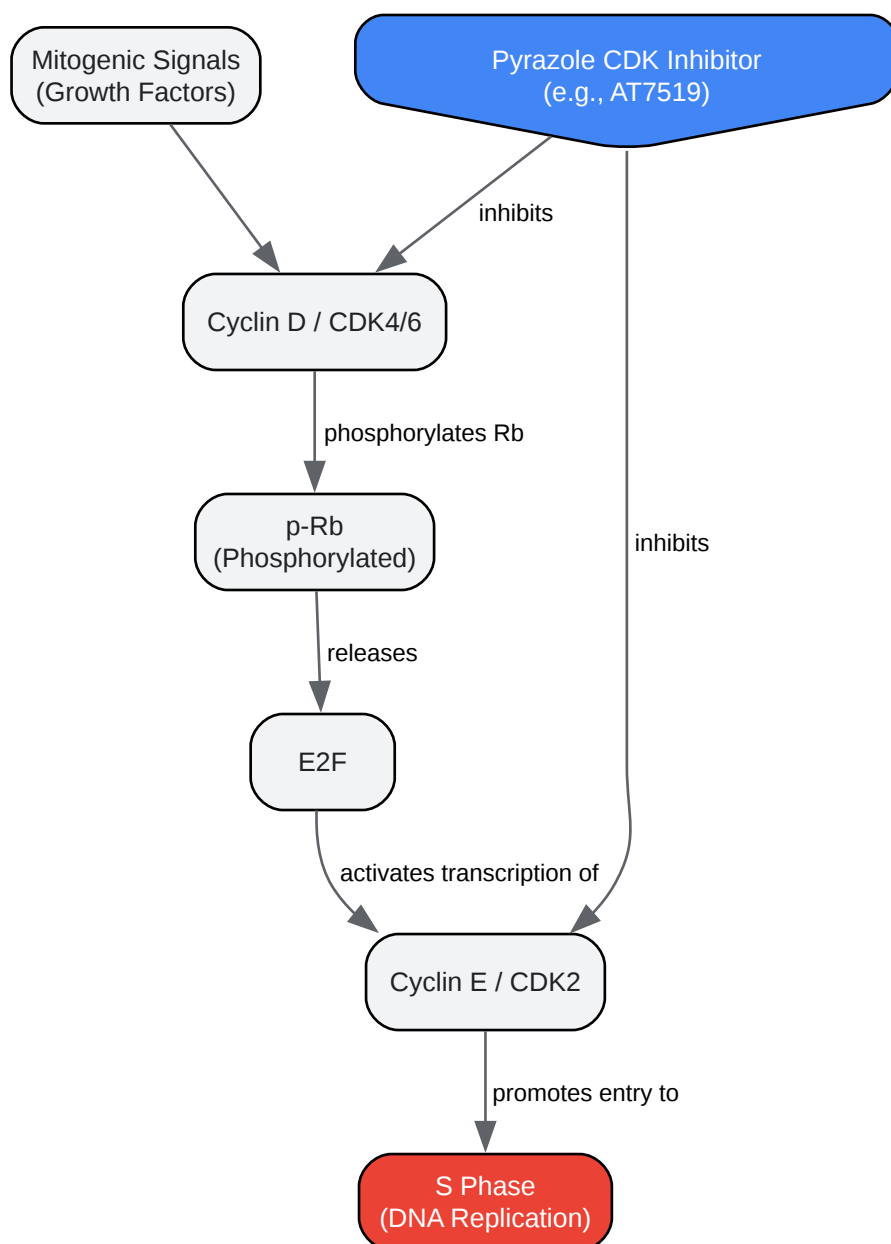 Mitogenic Signals
(Growth Factors)
Pyrazole CDK Inhibitor
(e.g., AT7519)
inhibits
Cyclin D / CDK4/6
phosphorylates Rb
p-Rb
(Phosphorylated)
inhibits
releases
E2F
activates transcription of
Cyclin E / CDK2
promotes entry to
S Phase
(DNA Replication)